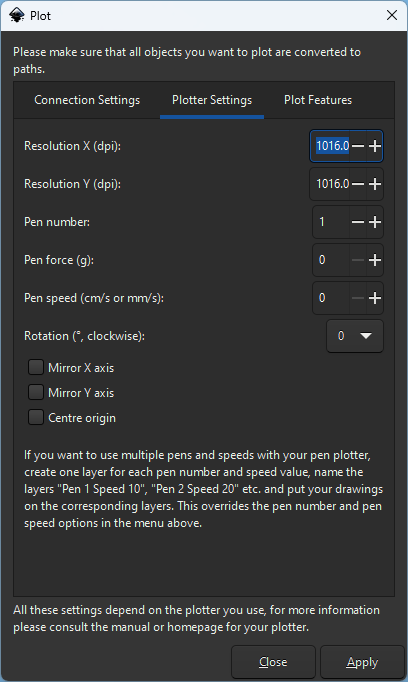 Plot
Please make sure that all objects you want to plot are converted to
paths.
Connection Settings Plotter Settings Plot Features
Resolution X (dpi): 1016.0
Resolution Y (dpi): 1016.0
Pen number: 1
Pen force (g): 0
Pen speed (cm/s or mm/s): 0
Rotation (°, clockwise): 0
Mirror X axis
Mirror Y axis
Centre origin
If you want to use multiple pens and speeds with your pen plotter,
create one layer for each pen number and speed value, name the
layers "Pen 1 Speed 10", "Pen 2 Speed 20" etc. and put your drawings
on the corresponding layers. This overrides the pen number and pen
speed options in the menu above.
All these settings depend on the plotter you use, for more information
please consult the manual or homepage for your plotter.
Close Apply